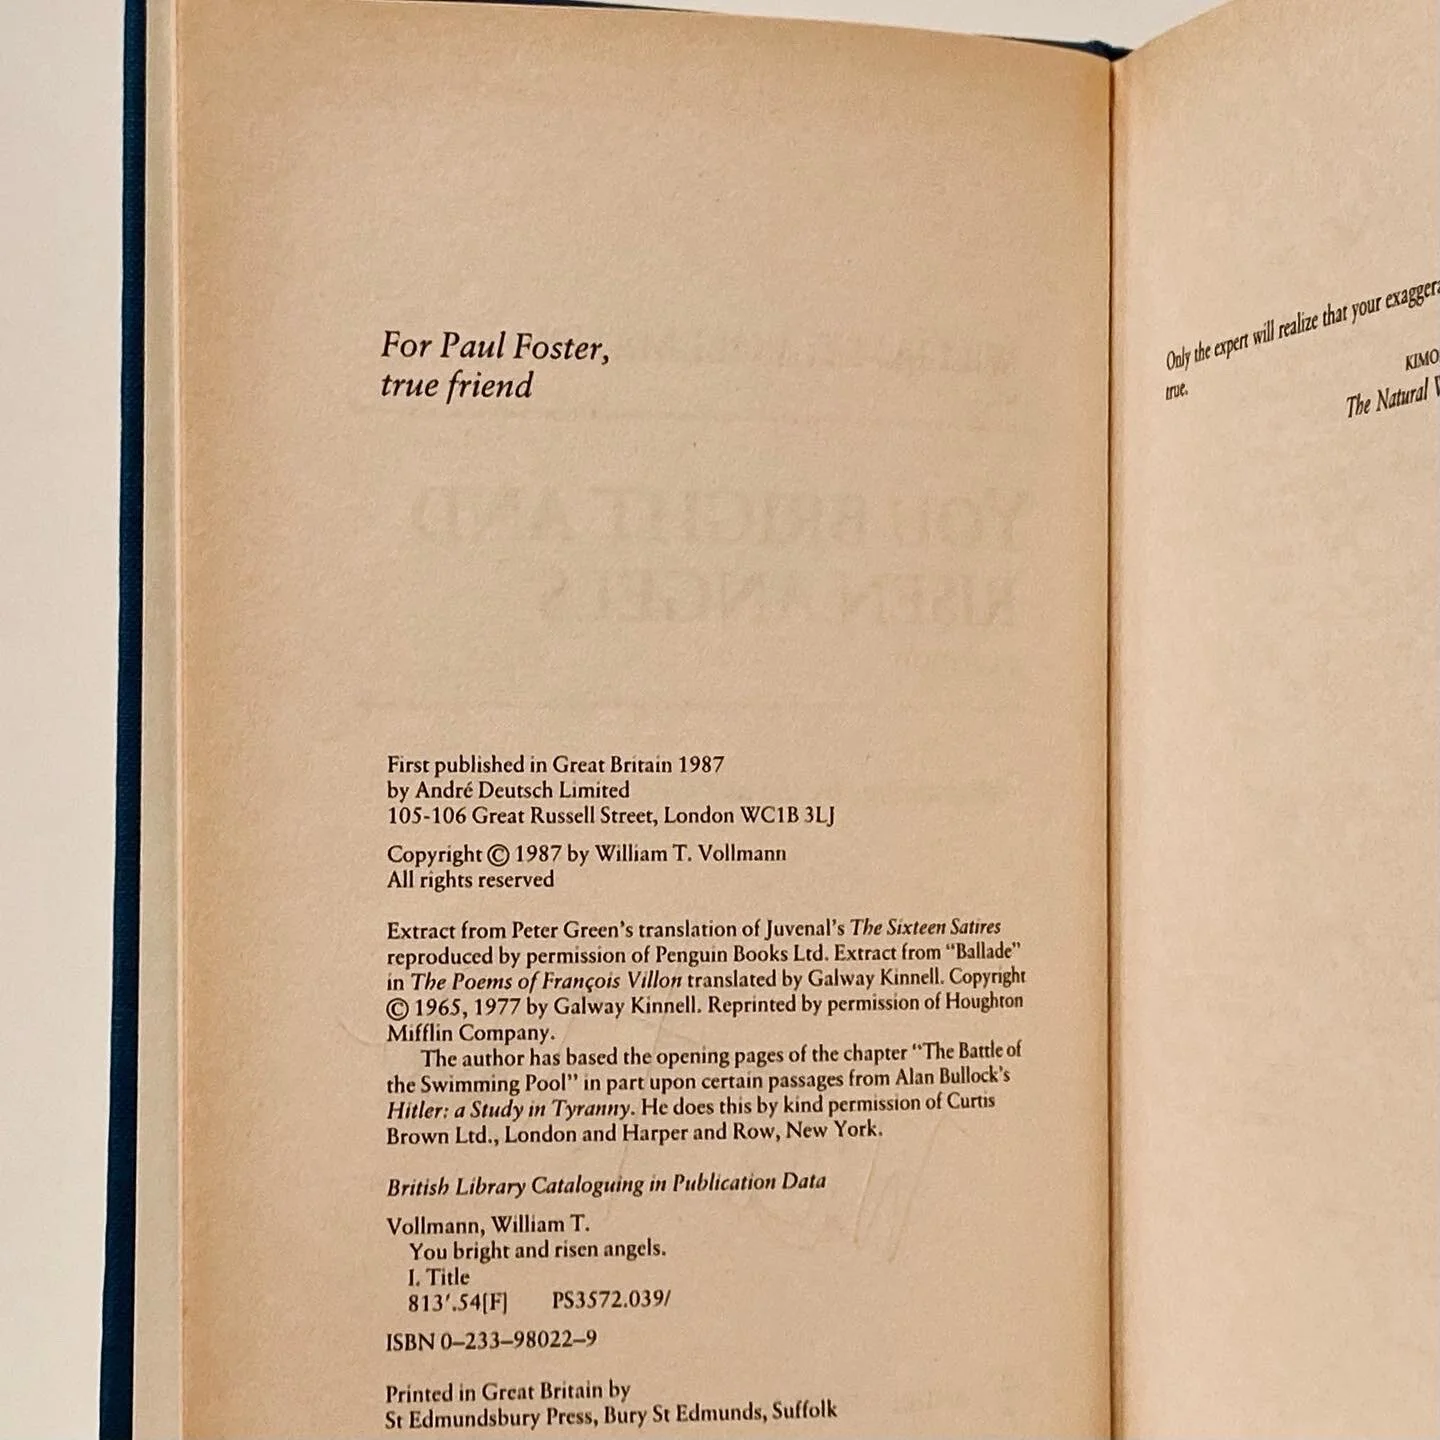 For Paul Foster,
true friend
First published in Great Britain 1987
by André Deutsch Limited
105-106 Great Russell Street, London WC1B 3LJ
Copyright © 1987 by William T. Vollmann
All rights reserved
Extract from Peter Green's translation of Juvenal's The Sixteen Satires
reproduced by permission of Penguin Books Ltd. Extract from “Ballade”
in The Poems of François Villon translated by Galway Kinnell. Copyright
© 1965, 1977 by Galway Kinnell. Reprinted by permission of Houghton
Mifflin Company.
The author has based the opening pages of the chapter “The Battle of
the Swimming Pool” in part upon certain passages from Alan Bullock's
Hitler: a Study in Tyranny. He does this by kind permission of Curtis
Brown Ltd., London and Harper and Row, New York.
British Library Cataloguing in Publication Data
Vollmann, William T.
You bright and risen angels.
I. Title
813'.54[F] PS3572.039/
ISBN 0–233–98022–9
Printed in Great Britain by
St Edmundsbury Press, Bury St Edmunds, Suffolk
Only the expert will realize that your
true.
The Natural
YOU BRIGHT AND
RISEN ANGELS